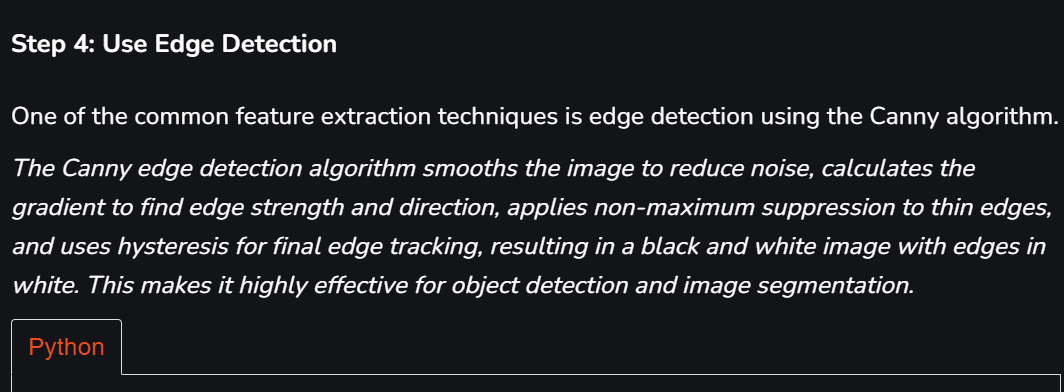 Step 4: Use Edge Detection
One of the common feature extraction techniques is edge detection using the Canny algorithm.
The Canny edge detection algorithm smooths the image to reduce noise, calculates the
gradient to find edge strength and direction, applies non-maximum suppression to thin edges,
and uses hysteresis for final edge tracking, resulting in a black and white image with edges in
white. This makes it highly effective for object detection and image segmentation.
Python